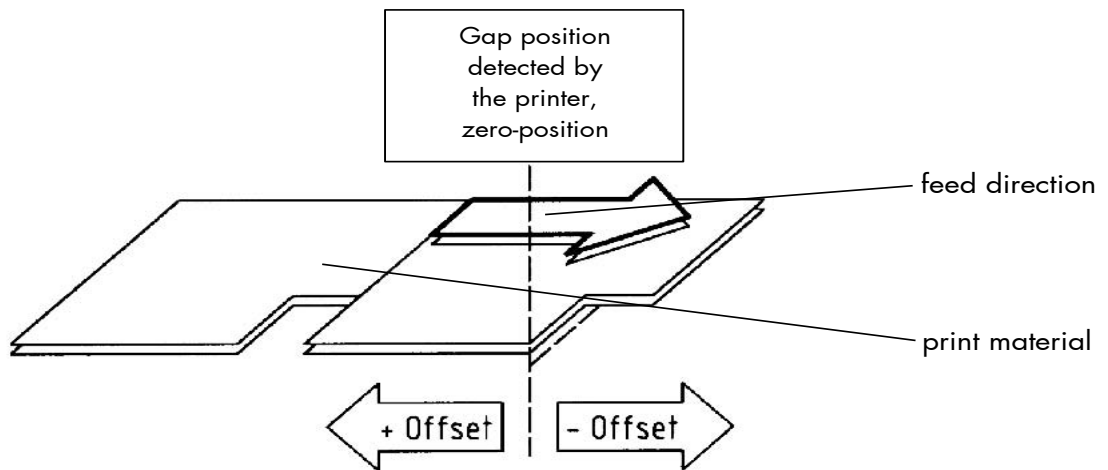 Gap position
detected by
the printer,
zero-position
feed direction
print material
+ Offset
- Offset